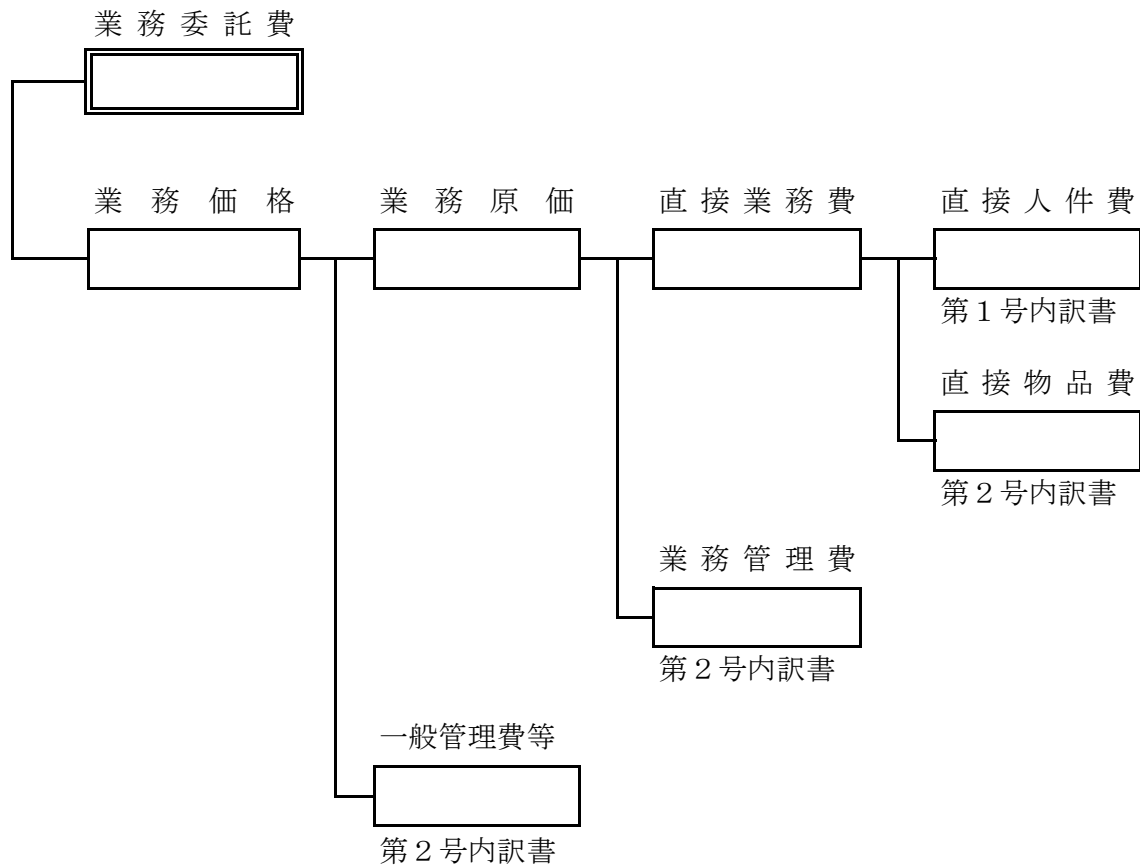 業務委託費
業務価格
業務原価
直接業務費
直接人件費
第１号内訳書
直接物品費
第２号内訳書
業務管理費
第２号内訳書
一般管理費等
第２号内訳書